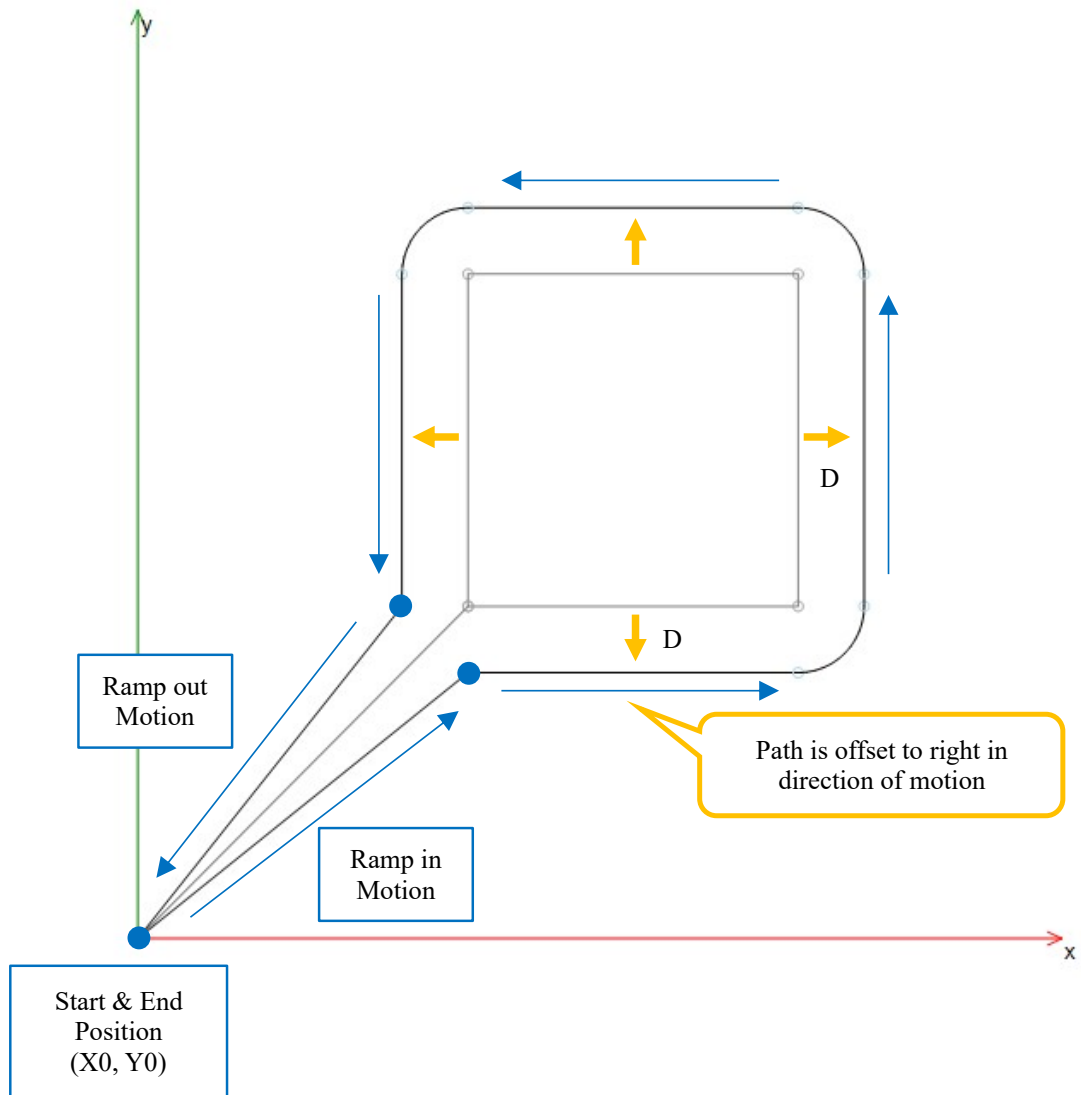 y
D
D
Ramp out
Motion
Path is offset to right in
direction of motion
Ramp in
Motion
x
Start & End
Position
(X0, Y0)